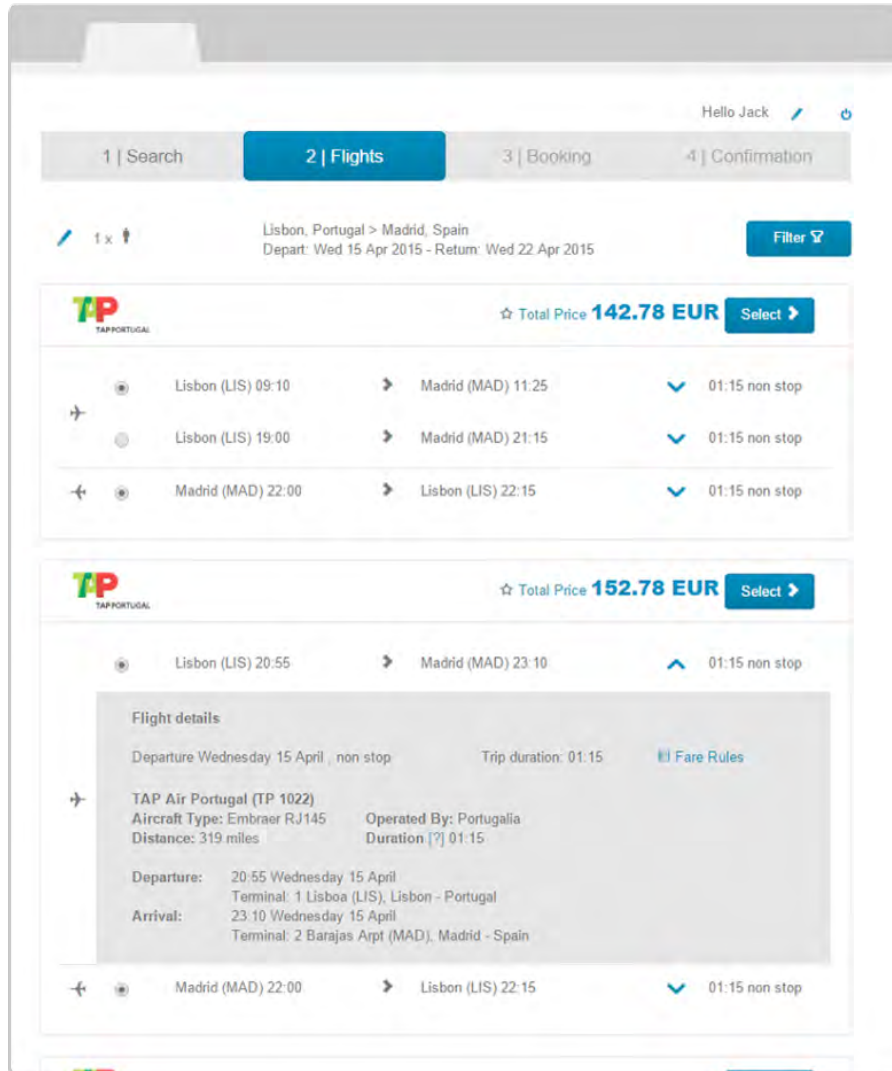 Hello Jack
1 | Search 2 | Flights 3 | Booking 4 | Confirmation
1 x
Lisbon, Portugal > Madrid, Spain
Depart: Wed 15 Apr 2015 - Return: Wed 22 Apr 2015
Filter
TAP
TAP PORTUGAL
Total Price 142.78 EUR Select
Lisbon (LIS) 09:10 Madrid (MAD) 11:25 01:15 non stop
Lisbon (LIS) 19:00 Madrid (MAD) 21:15 01:15 non stop
Madrid (MAD) 22:00 Lisbon (LIS) 22:15 01:15 non stop
TAP
TAP PORTUGAL
Total Price 152.78 EUR Select
Lisbon (LIS) 20:55 Madrid (MAD) 23:10 01:15 non stop
Flight details
Departure Wednesday 15 April , non stop Trip duration: 01:15 Fare Rules
TAP Air Portugal (TP 1022)
Aircraft Type: Embraer RJ145 Operated By: Portugalia
Distance: 319 miles Duration [?] 01:15
Departure: 20:55 Wednesday 15 April
Terminal: 1 Lisboa (LIS), Lisbon - Portugal
Arrival: 23:10 Wednesday 15 April
Terminal: 2 Barajas Arpt (MAD), Madrid - Spain
Madrid (MAD) 22:00 Lisbon (LIS) 22:15 01:15 non stop